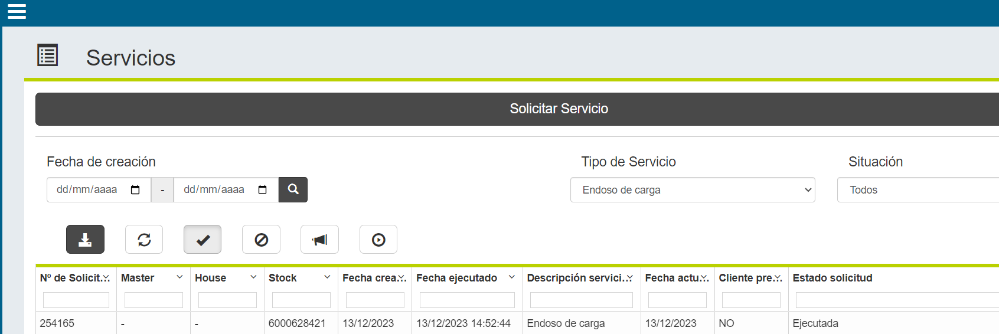 Servicios
Solicitar Servicio
Fecha de creación Tipo de Servicio Situación
dd/mm/aaaa - dd/mm/aaaa Endoso de carga Todos
Nº de Solicit... Master House Stock Fecha crea... Fecha ejecutado Descripción servici... Fecha actu... Cliente pre... Estado solicitud
254165 - - 6000628421 13/12/2023 13/12/2023 14:52:44 Endoso de carga 13/12/2023 NO Ejecutada